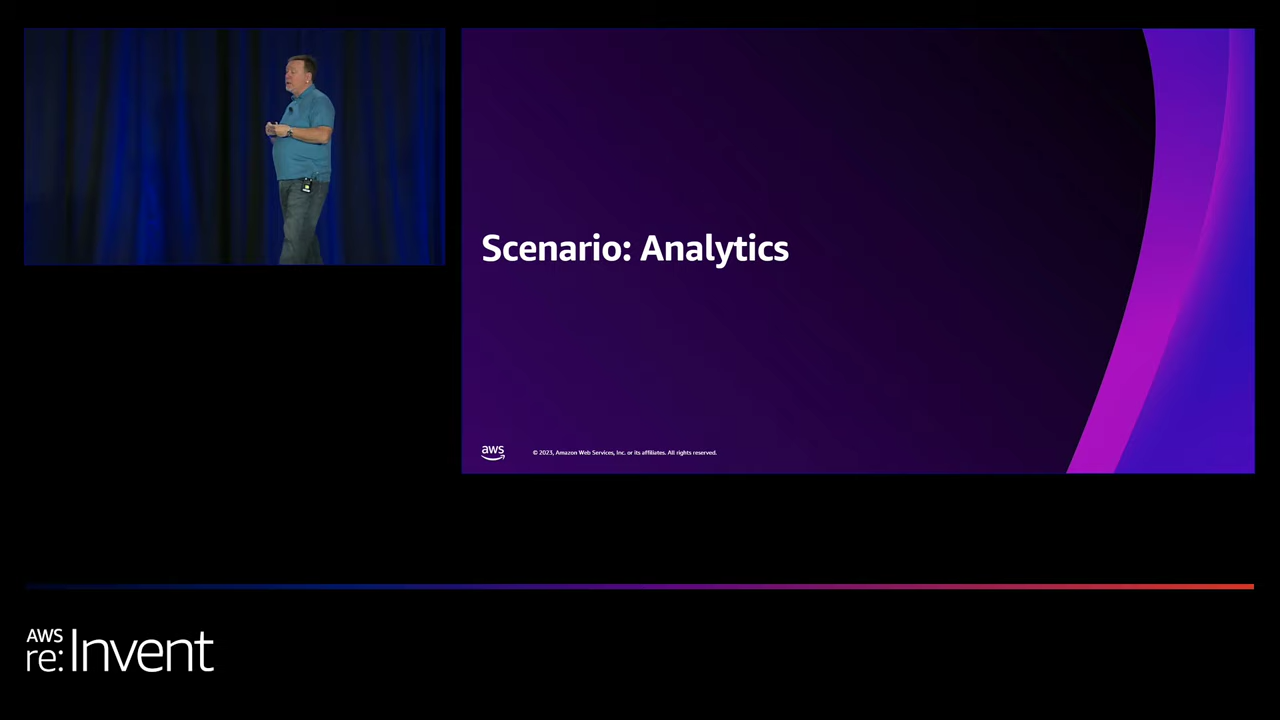 Scenario: Analytics
aws
© 2023, Amazon Web Services, Inc. or its affiliates. All rights reserved.
AWS
re:Invent